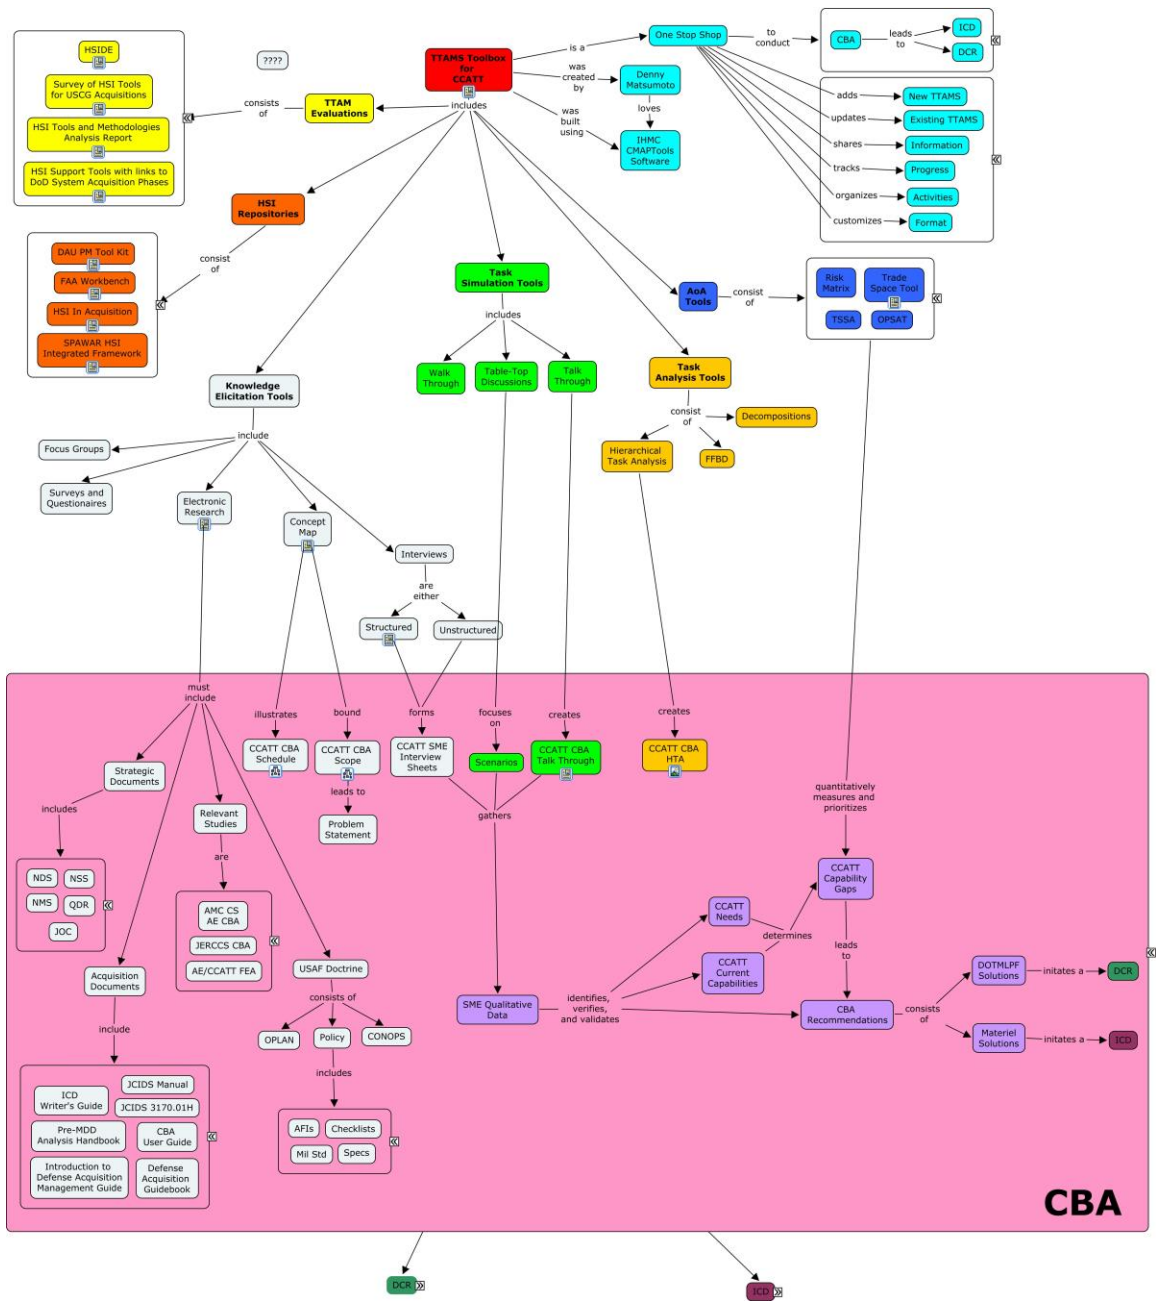 HSIDE
Survey of HSI Tools
for USCG Acquisitions
HSI Tools and Methodologies
Analysis Report
HSI Support Tools with links to
DoD System Acquisition Phases
consists
of
TTAM
Evaluations
????
TTAMS Toolbox
for
CCATT
includes
is a
was
created
by
was
built
using
One Stop Shop
Denny
Matsumoto
loves
IHMC
CMAPTools
Software
to
conduct
CBA
leads
to
ICD
DCR
adds
New TTAMS
updates
Existing TTAMS
shares
Information
tracks
Progress
organizes
Activities
customizes
Format
HSI
Repositories
consist
of
DAU PM Tool Kit
FAA Workbench
HSI In Acquisition
SPAWAR HSI
Integrated Framework
Task
Simulation Tools
includes
Walk
Through
Table-Top
Discussions
Talk
Through
AoA
Tools
consist
of
Risk
Matrix
Trade
Space Tool
TSSA
OPSAT
Task
Analysis Tools
consist
of
Decompositions
Hierarchical
Task Analysis
FFBD
Knowledge
Elicitation Tools
include
Focus Groups
Surveys and
Questionaires
Electronic
Research
Concept
Map
Interviews
are
either
Structured
Unstructured
must
include
illustrates
bound
forms
focuses
on
creates
creates
CCATT CBA
Schedule
CCATT CBA
Scope
leads to
Problem
Statement
CCATT SME
Interview
Sheets
Scenarios
CCATT CBA
Talk Through
CCATT CBA
HTA
gathers
quantitatively
measures and
prioritizes
Strategic
Documents
includes
NDS
NSS
NMS
QDR
JOC
Relevant
Studies
are
AMC CS
AE CBA
JERCCS CBA
AE/CCATT FEA
Acquisition
Documents
include
ICD
Writer's Guide
JCIDS Manual
JCIDS 3170.01H
Pre-MDD
Analysis Handbook
CBA
User Guide
Introduction to
Defense Acquisition
Management Guide
Defense
Acquisition
Guidebook
USAF Doctrine
consists of
OPLAN
Policy
CONOPS
includes
AFIs
Checklists
Mil Std
Specs
SME Qualitative
Data
identifies,
verifies,
and validates
CCATT
Needs
CCATT
Current
Capabilities
determines
CCATT
Capability
Gaps
leads
to
CBA
Recommendations
consists
of
DOTMLPF
Solutions
initates a
DCR
Materiel
Solutions
initates a
ICD
CBA
DCR
ICD